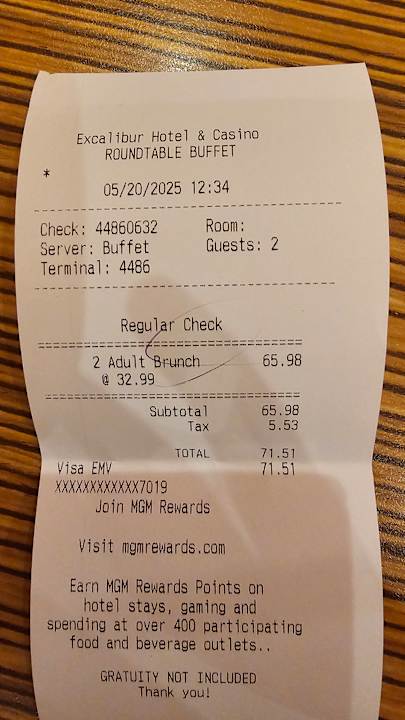 Excalibur Hotel & Casino
ROUNDTABLE BUFFET
*
05/20/2025 12:34
Check: 44860632 Room:
Server: Buffet Guests: 2
Terminal: 4486
Regular Check
2 Adult Brunch 65.98
@ 32.99
Subtotal 65.98
Tax 5.53
TOTAL 71.51
Visa EMV 71.51
XXXXXXXXXXXX7019
Join MGM Rewards
Visit mgmrewards.com
Earn MGM Rewards Points on
hotel stays, gaming and
spending at over 400 participating
food and beverage outlets..
GRATUITY NOT INCLUDED
Thank you!